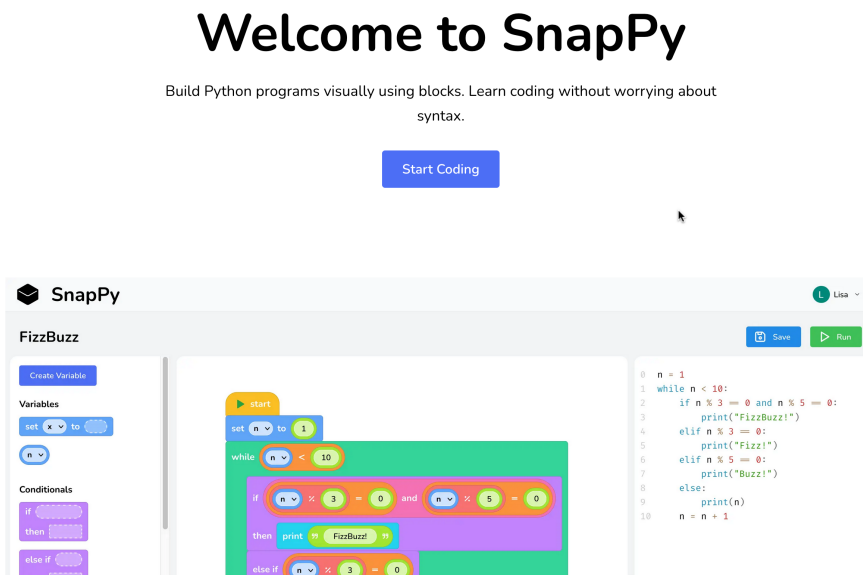 Welcome to SnapPy
Build Python programs visually using blocks. Learn coding without worrying about
syntax.
Start Coding
SnapPy
L Lisa
FizzBuzz
Save
Run
Create Variable
Variables
set x to
n
Conditionals
if
then
else if
start
set n to 1
while n < 10
if n % 3 = 0 and n % 5 = 0
then print " FizzBuzz! "
else if n % 3 = 0
0 n = 1
1 while n < 10:
2 if n % 3 == 0 and n % 5 == 0:
3 print("FizzBuzz!")
4 elif n % 3 == 0:
5 print("Fizz!")
6 elif n % 5 == 0:
7 print("Buzz!")
8 else:
9 print(n)
10 n = n + 1